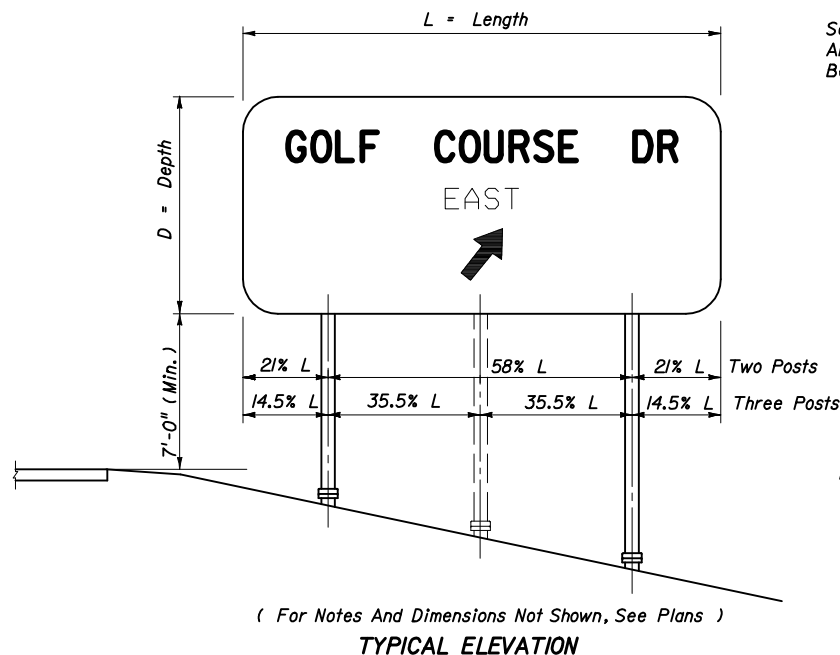 L = Length
GOLF COURSE DR
EAST
D = Depth
7'-0" (Min.)
21% L 58% L 21% L Two Posts
14.5% L 35.5% L 35.5% L 14.5% L Three Posts
( For Notes And Dimensions Not Shown, See Plans )
TYPICAL ELEVATION